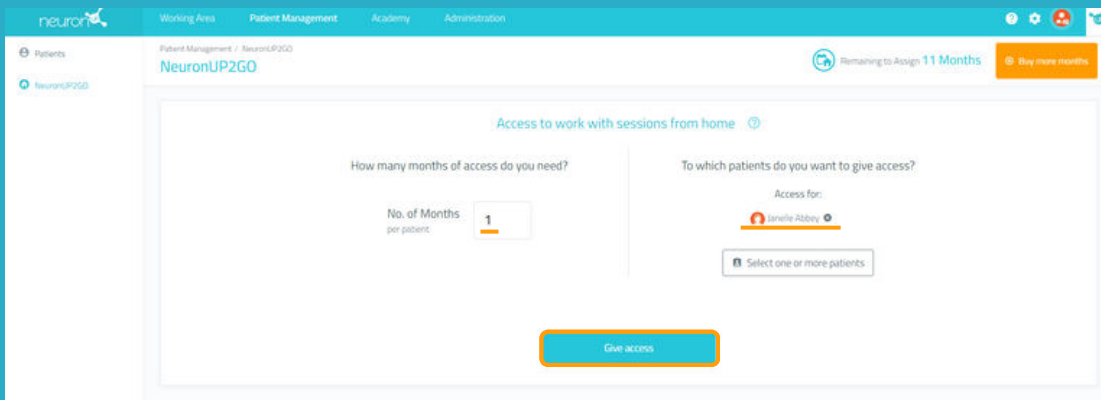 neuron
Working Area Patient Management Academy Administration
Patients
NeuronUP2GO
Patient Management / NeuronUP2GO
NeuronUP2GO
Remaining to Assign 11 Months
Buy more months
Access to work with sessions from home
How many months of access do you need?
No. of Months
per patient
1
To which patients do you want to give access?
Access for:
Janelle Abbey
Select one or more patients
Give access